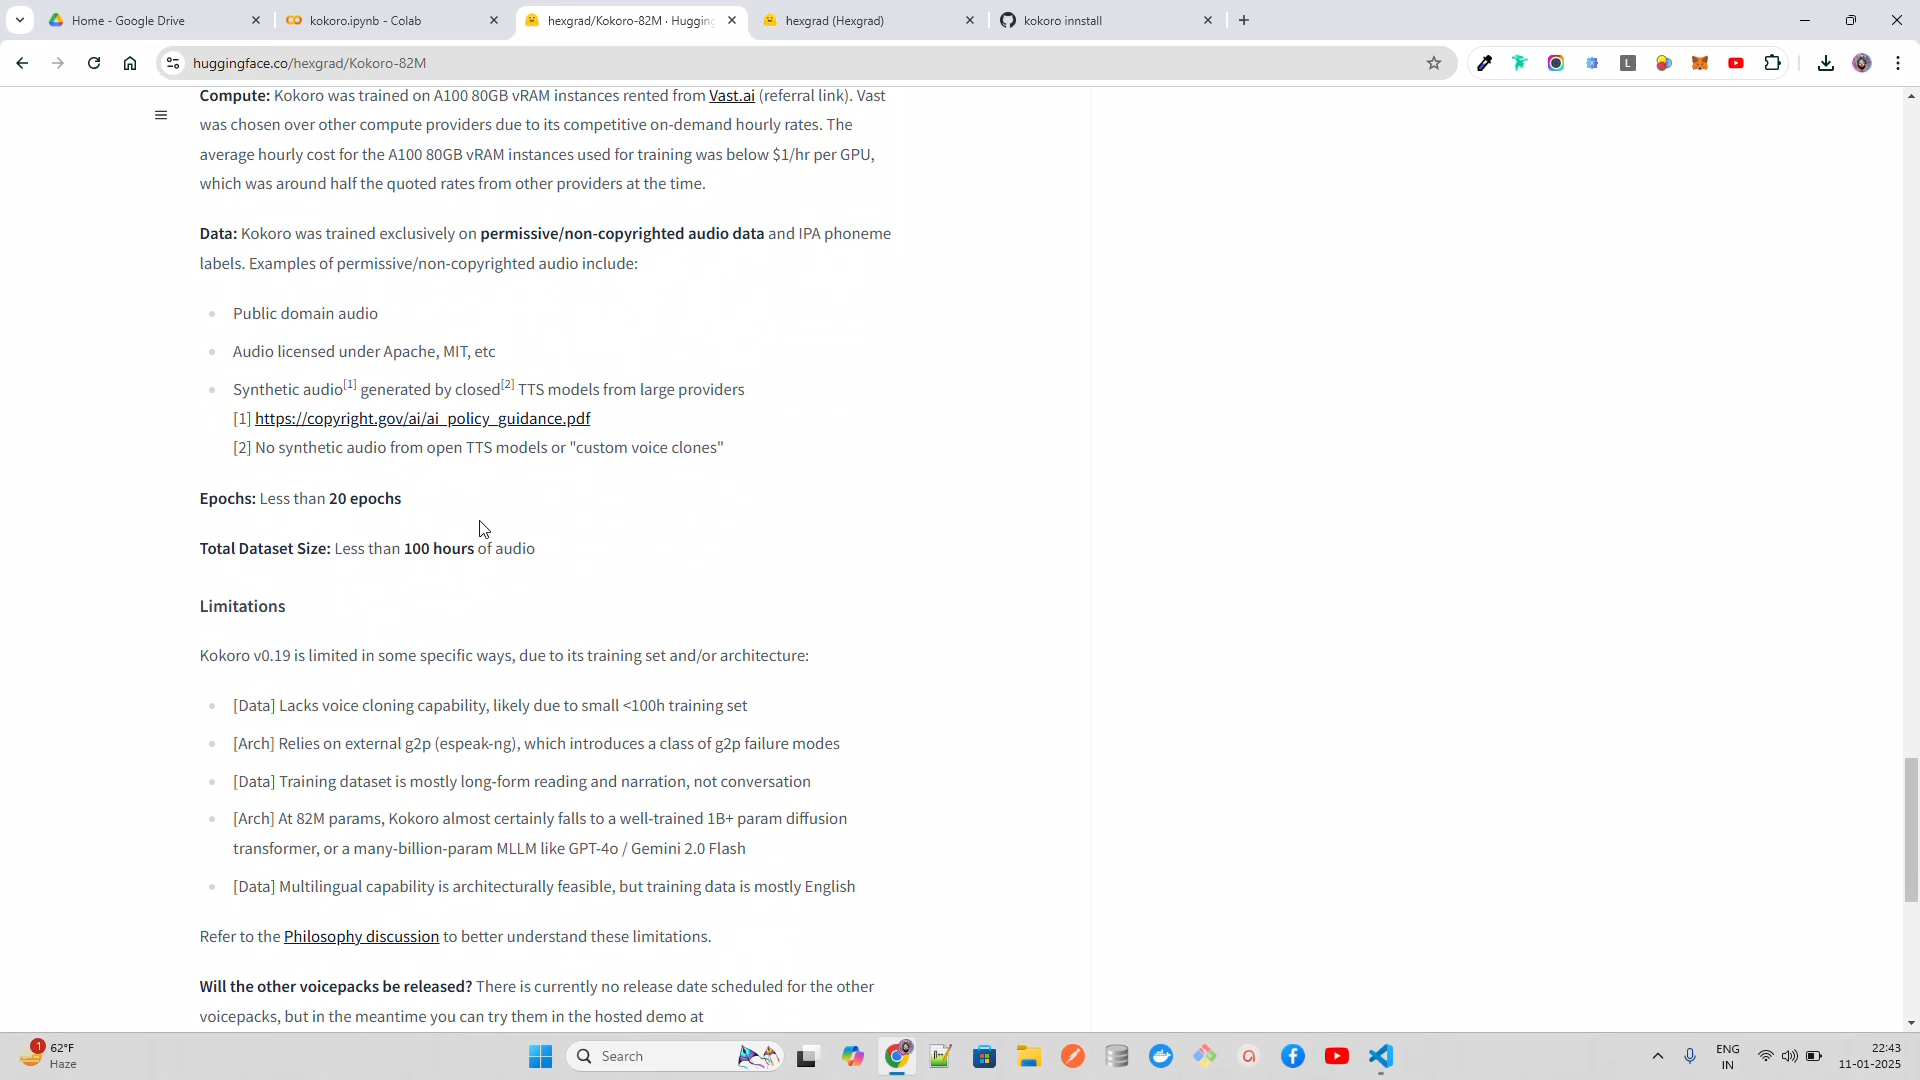 Home - Google Drive
kokoro.ipynb - Colab
hexgrad/Kokoro-82M · Hugging
hexgrad (Hexgrad)
kokoro innstall
huggingface.co/hexgrad/Kokoro-82M
Compute: Kokoro was trained on A100 80GB vRAM instances rented from Vast.ai (referral link). Vast
was chosen over other compute providers due to its competitive on-demand hourly rates. The
average hourly cost for the A100 80GB vRAM instances used for training was below $1/hr per GPU,
which was around half the quoted rates from other providers at the time.
Data: Kokoro was trained exclusively on permissive/non-copyrighted audio data and IPA phoneme
labels. Examples of permissive/non-copyrighted audio include:
Public domain audio
Audio licensed under Apache, MIT, etc
Synthetic audio[1] generated by closed[2] TTS models from large providers
[1] https://copyright.gov/ai/ai_policy_guidance.pdf
[2] No synthetic audio from open TTS models or "custom voice clones"
Epochs: Less than 20 epochs
Total Dataset Size: Less than 100 hours of audio
Limitations
Kokoro v0.19 is limited in some specific ways, due to its training set and/or architecture:
[Data] Lacks voice cloning capability, likely due to small <100h training set
[Arch] Relies on external g2p (espeak-ng), which introduces a class of g2p failure modes
[Data] Training dataset is mostly long-form reading and narration, not conversation
[Arch] At 82M params, Kokoro almost certainly falls to a well-trained 1B+ param diffusion
transformer, or a many-billion-param MLLM like GPT-4o / Gemini 2.0 Flash
[Data] Multilingual capability is architecturally feasible, but training data is mostly English
Refer to the Philosophy discussion to better understand these limitations.
Will the other voicepacks be released? There is currently no release date scheduled for the other
voicepacks, but in the meantime you can try them in the hosted demo at
1
62°F
Haze
Search
ENG
IN
22:43
11-01-2025